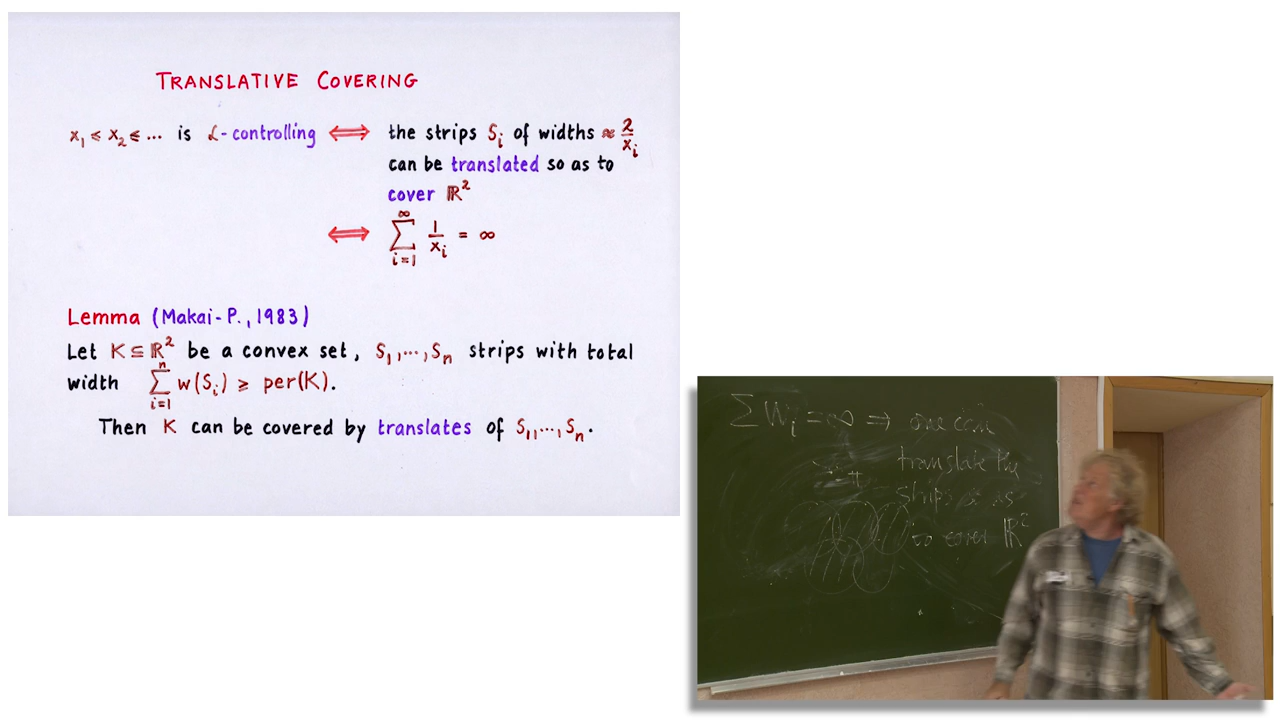 TRANSLATIVE COVERING
x₁ ≤ x₂ ≤ ... is ℒ-controlling ⟺ the strips Sᵢ of widths ≈ 2/xᵢ
can be translated so as to
cover ℝ²
⟺ ∑_{i=1}^{∞} 1/xᵢ = ∞
Lemma (Makai-P., 1983)
Let K ⊆ ℝ² be a convex set, S₁,...,Sₙ strips with total
width ∑_{i=1}^{n} w(Sᵢ) ≥ per(K).
Then K can be covered by translates of S₁,...,Sₙ.
∑ Wᵢ = ∞ ⇒ one can
translate the
strips so as
to cover ℝ²